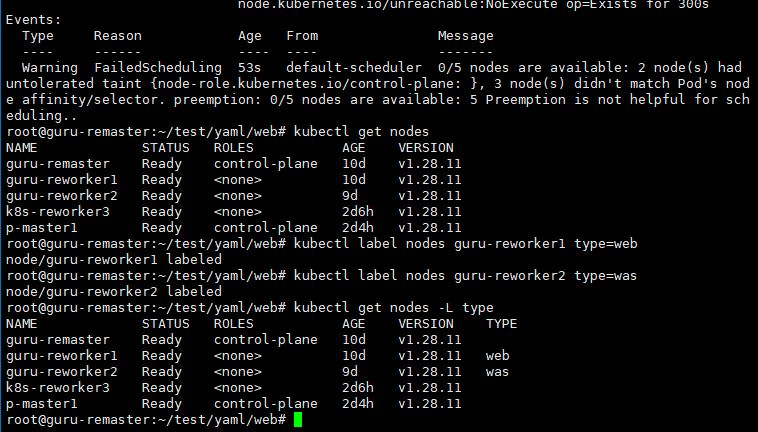 node.kubernetes.io/unreachable:NoExecute op=Exists for 300s
Events:
  Type     Reason            Age   From               Message
  ----     ------            ----  ----               -------
  Warning  FailedScheduling  53s   default-scheduler  0/5 nodes are available: 2 node(s) had
untolerated taint {node-role.kubernetes.io/control-plane: }, 3 node(s) didn't match Pod's nod
e affinity/selector. preemption: 0/5 nodes are available: 5 Preemption is not helpful for sch
eduling..
root@guru-remaster:~/test/yaml/web# kubectl get nodes
NAME             STATUS   ROLES           AGE    VERSION
guru-remaster    Ready    control-plane   10d    v1.28.11
guru-reworker1   Ready    <none>          10d    v1.28.11
guru-reworker2   Ready    <none>          9d     v1.28.11
k8s-reworker3    Ready    <none>          2d6h   v1.28.11
p-master1        Ready    control-plane   2d4h   v1.28.11
root@guru-remaster:~/test/yaml/web# kubectl label nodes guru-reworker1 type=web
node/guru-reworker1 labeled
root@guru-remaster:~/test/yaml/web# kubectl label nodes guru-reworker2 type=was
node/guru-reworker2 labeled
root@guru-remaster:~/test/yaml/web# kubectl get nodes -L type
NAME             STATUS   ROLES           AGE    VERSION    TYPE
guru-remaster    Ready    control-plane   10d    v1.28.11
guru-reworker1   Ready    <none>          10d    v1.28.11   web
guru-reworker2   Ready    <none>          9d     v1.28.11   was
k8s-reworker3    Ready    <none>          2d6h   v1.28.11
p-master1        Ready    control-plane   2d4h   v1.28.11
root@guru-remaster:~/test/yaml/web#